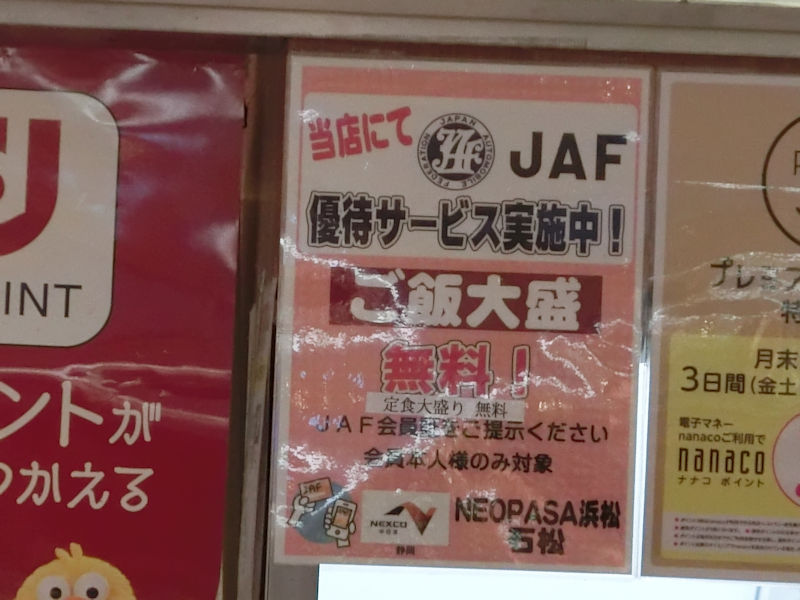 INT
ントが
つかえる
当店にて
JAPAN AUTOMOBILE FEDERATION
JAF
優待サービス実施中！
ご飯大盛
無料！
定食大盛り 無料
JAF会員証をご提示ください
会員本人様のみ対象
JAF
NEXCO
中日本
静岡
NEOPASA浜松
石松
プレミア
特
月末
3日間(金土
電子マネー
nanacoご利用で
nanaco
ナナコ ポイント